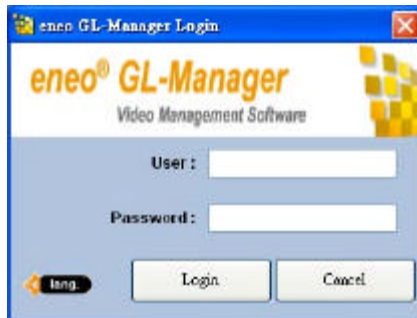 eneo GL-Manager Login
eneo® GL-Manager
Video Management Software
User :
Password :
lang.
Login
Cancel